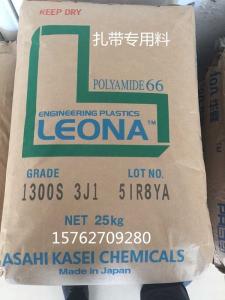 KEEP DRY
扎带专用料
POLYAMIDE 66
ENGINEERING PLASTICS
LEONA™
GRADE LOT NO.
1300S 3J1 5IR8YA
NET 25kg
15762709280
ASAHI KASEI CHEMICALS
Made in Japan